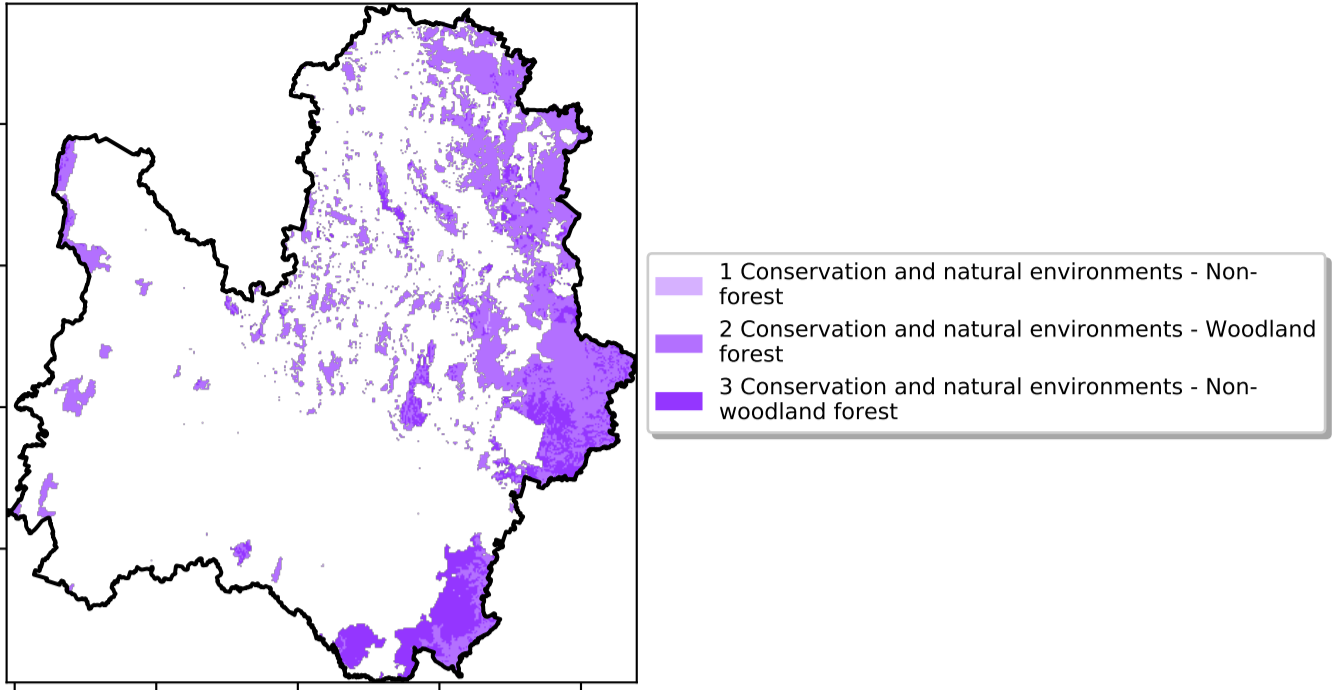 1 Conservation and natural environments - Non-
forest
2 Conservation and natural environments - Woodland
forest
3 Conservation and natural environments - Non-
woodland forest